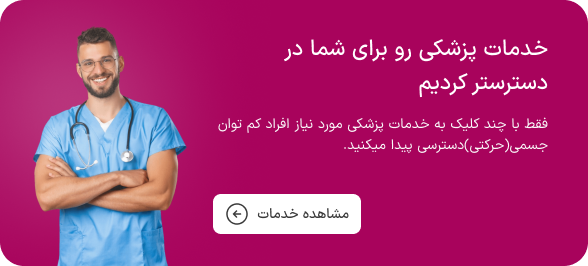 خدمات پزشکی رو برای شما در
دسترستر کردیم
فقط با چند کلیک به خدمات پزشکی مورد نیاز افراد کم توان
جسمی(حرکتی)دسترسی پیدا میکنید.
مشاهده خدمات